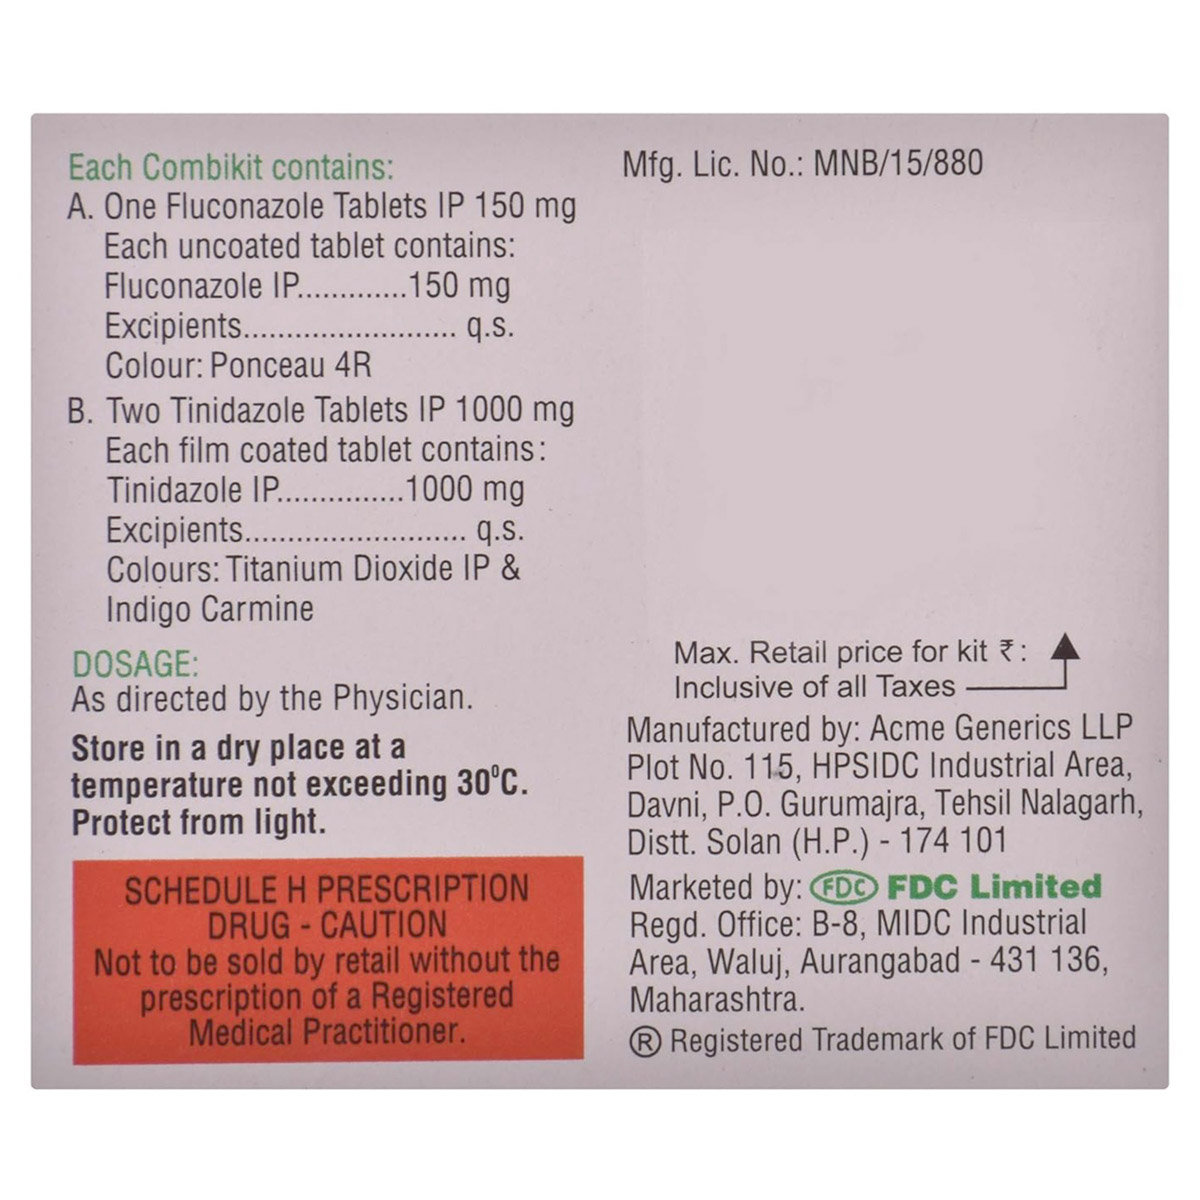 Each Combikit contains:
A. One Fluconazole Tablets IP 150 mg
Each uncoated tablet contains:
Fluconazole IP.............150 mg
Excipients.......................... q.s.
Colour: Ponceau 4R
B. Two Tinidazole Tablets IP 1000 mg
Each film coated tablet contains:
Tinidazole IP...............1000 mg
Excipients........................... q.s.
Colours: Titanium Dioxide IP &
Indigo Carmine
DOSAGE:
As directed by the Physician.
Store in a dry place at a
temperature not exceeding 30⁰C.
Protect from light.
SCHEDULE H PRESCRIPTION
DRUG - CAUTION
Not to be sold by retail without the
prescription of a Registered
Medical Practitioner.
Mfg. Lic. No.: MNB/15/880
Max. Retail price for kit ₹ :
Inclusive of all Taxes
Manufactured by: Acme Generics LLP
Plot No. 115, HPSIDC Industrial Area,
Davni, P.O. Gurumajra, Tehsil Nalagarh,
Distt. Solan (H.P.) - 174 101
Marketed by: FDC FDC Limited
Regd. Office: B-8, MIDC Industrial
Area, Waluj, Aurangabad - 431 136,
Maharashtra.
® Registered Trademark of FDC Limited